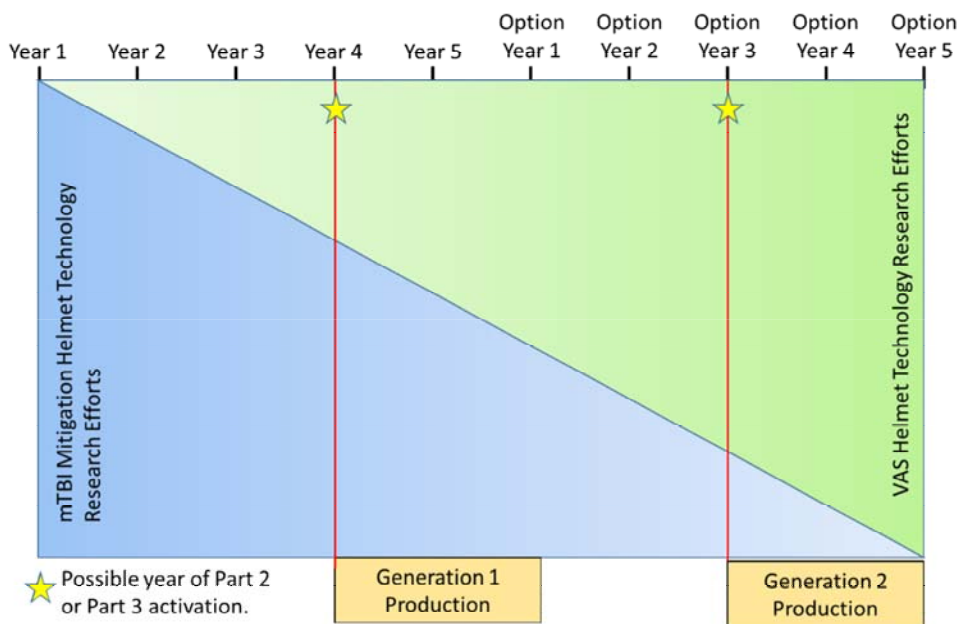 Option Option Option Option Option
Year 1 Year 2 Year 3 Year 4 Year 5 Year 1 Year 2 Year 3 Year 4 Year 5
mTBI Mitigation Helmet Technology
Research Efforts
VAS Helmet Technology Research Efforts
Possible year of Part 2
or Part 3 activation.
Generation 1
Production
Generation 2
Production